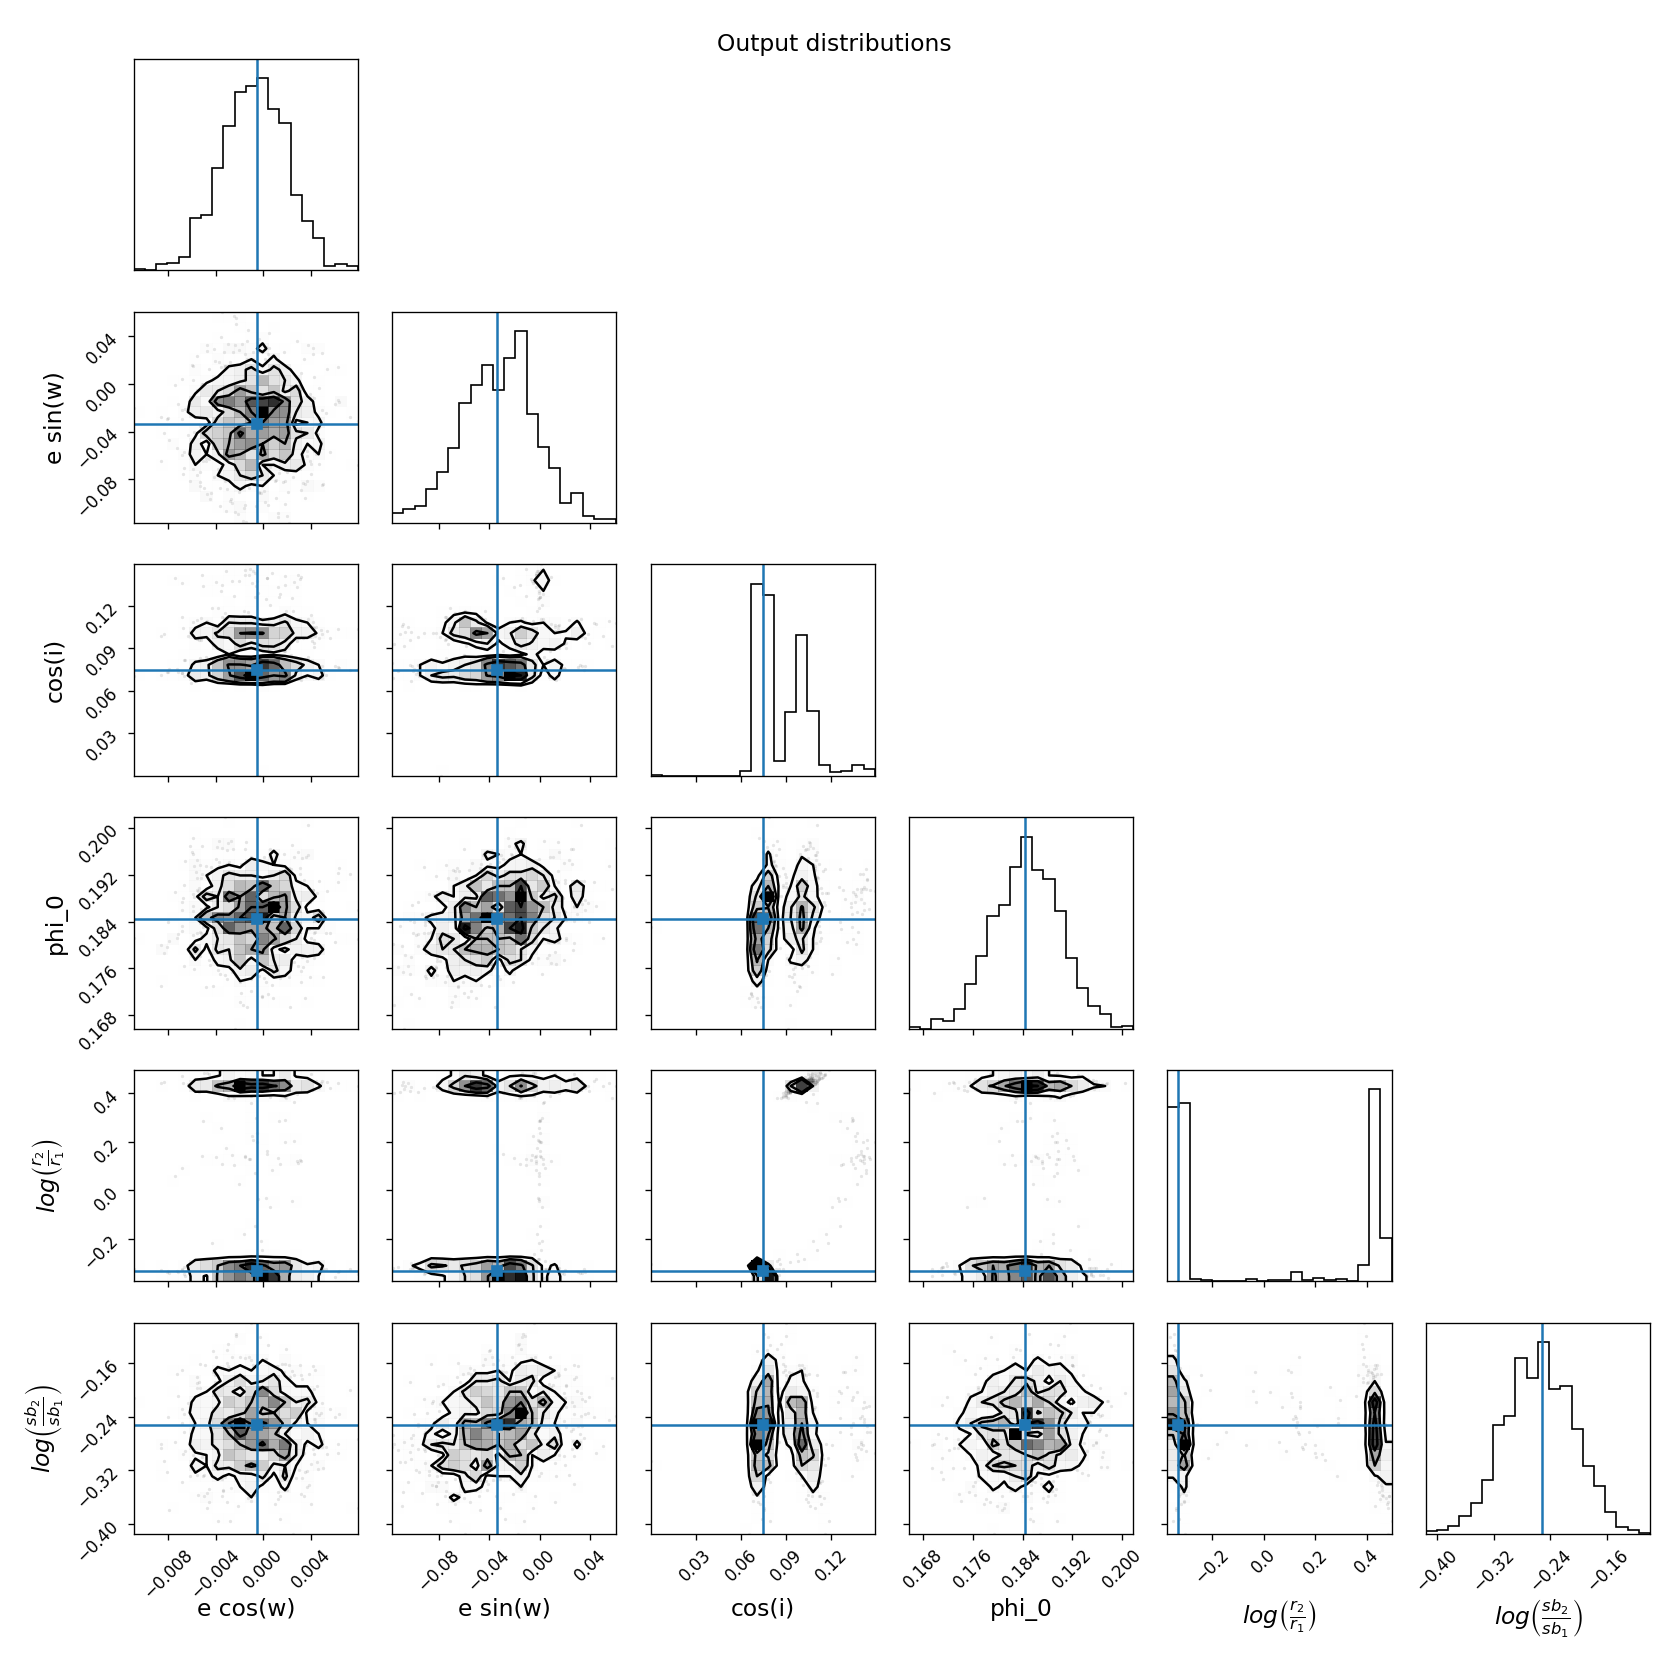 Output distributions
e sin(w)
0.04
0.00
−0.04
−0.08
cos(i)
0.12
0.09
0.06
0.03
phi_0
0.200
0.192
0.184
0.176
0.168
log(r₂/r₁)
0.4
0.2
0.0
−0.2
log(sb₂/sb₁)
−0.16
−0.24
−0.32
−0.40
−0.008 −0.004 0.000 0.004
−0.08 −0.04 0.00 0.04
0.03 0.06 0.09 0.12
0.168 0.176 0.184 0.192 0.200
−0.2 0.0 0.2 0.4
−0.40 −0.32 −0.24 −0.16
e cos(w) e sin(w) cos(i) phi_0 log(r₂/r₁) log(sb₂/sb₁)